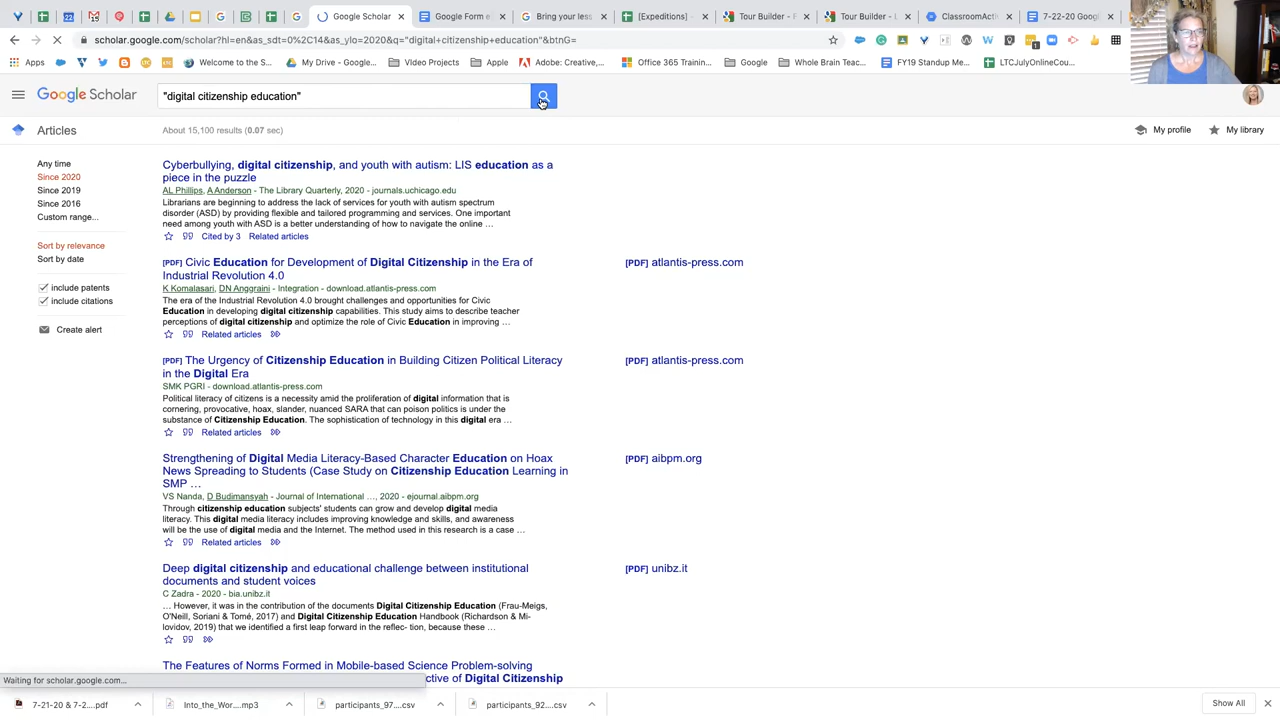 Google Scholar
Google Form e
Bring your less
[Expeditions]
Tour Builder - F
Tour Builder - L
ClassroomActiv
7-22-20 Googl
scholar.google.com/scholar?hl=en&as_sdt=0%2C14&as_ylo=2020&q="digital+citizenship+education"&btnG=
Apps
Welcome to the S...
My Drive - Google...
VIdeo Projects
Apple
Adobe: Creative,...
Office 365 Trainin...
Google
Whole Brain Teac...
FY19 Standup Me...
LTCJulyOnlineCou...
Google Scholar
"digital citizenship education"
Articles
About 15,100 results (0.07 sec)
My profile
My library
Any time
Since 2020
Since 2019
Since 2016
Custom range...
Sort by relevance
Sort by date
include patents
include citations
Create alert
Cyberbullying, digital citizenship, and youth with autism: LIS education as a
piece in the puzzle
AL Phillips, A Anderson - The Library Quarterly, 2020 - journals.uchicago.edu
Librarians are beginning to address the lack of services for youth with autism spectrum
disorder (ASD) by providing flexible and tailored programming and services. One important
need among youth with ASD is a better understanding of how to navigate the online ...
Cited by 3 Related articles
[PDF] Civic Education for Development of Digital Citizenship in the Era of
Industrial Revolution 4.0
[PDF] atlantis-press.com
K Komalasari, DN Anggraini - Integration - download.atlantis-press.com
The era of the Industrial Revolution 4.0 brought challenges and opportunities for Civic
Education in developing digital citizenship capabilities. This study aims to describe teacher
perceptions of digital citizenship and optimize the role of Civic Education in improving ...
Related articles
[PDF] The Urgency of Citizenship Education in Building Citizen Political Literacy
in the Digital Era
[PDF] atlantis-press.com
SMK PGRI - download.atlantis-press.com
Political literacy of citizens is a necessity amid the proliferation of digital information that is
cornering, provocative, hoax, slander, nuanced SARA that can poison politics is under the
substance of Citizenship Education. The sophistication of technology in this digital era ...
Related articles
Strengthening of Digital Media Literacy-Based Character Education on Hoax
News Spreading to Students (Case Study on Citizenship Education Learning in
SMP ...
[PDF] aibpm.org
VS Nanda, D Budimansyah - Journal of International ..., 2020 - ejournal.aibpm.org
Through citizenship education subjects' students can grow and develop digital media
literacy. This digital media literacy includes improving knowledge and skills, and awareness
will be the use of digital media and the Internet. The method used in this research is a case ...
Related articles
Deep digital citizenship and educational challenge between institutional
documents and student voices
[PDF] unibz.it
C Zadra - 2020 - bia.unibz.it
... However, it was in the contribution of the documents Digital Citizenship Education (Frau-Meigs,
O'Neill, Soriani & Tomé, 2017) and Digital Citizenship Education Handbook (Richardson & Mi-
lovidov, 2019) that we identified a first leap forward in the reflec- tion, because these ...
The Features of Norms Formed in Mobile-based Science Problem-solving
ctive of Digital Citizenship
Waiting for scholar.google.com...
7-21-20 & 7-2....pdf
Into_the_Wor...mp3
participants_97....csv
participants_92....csv
Show All